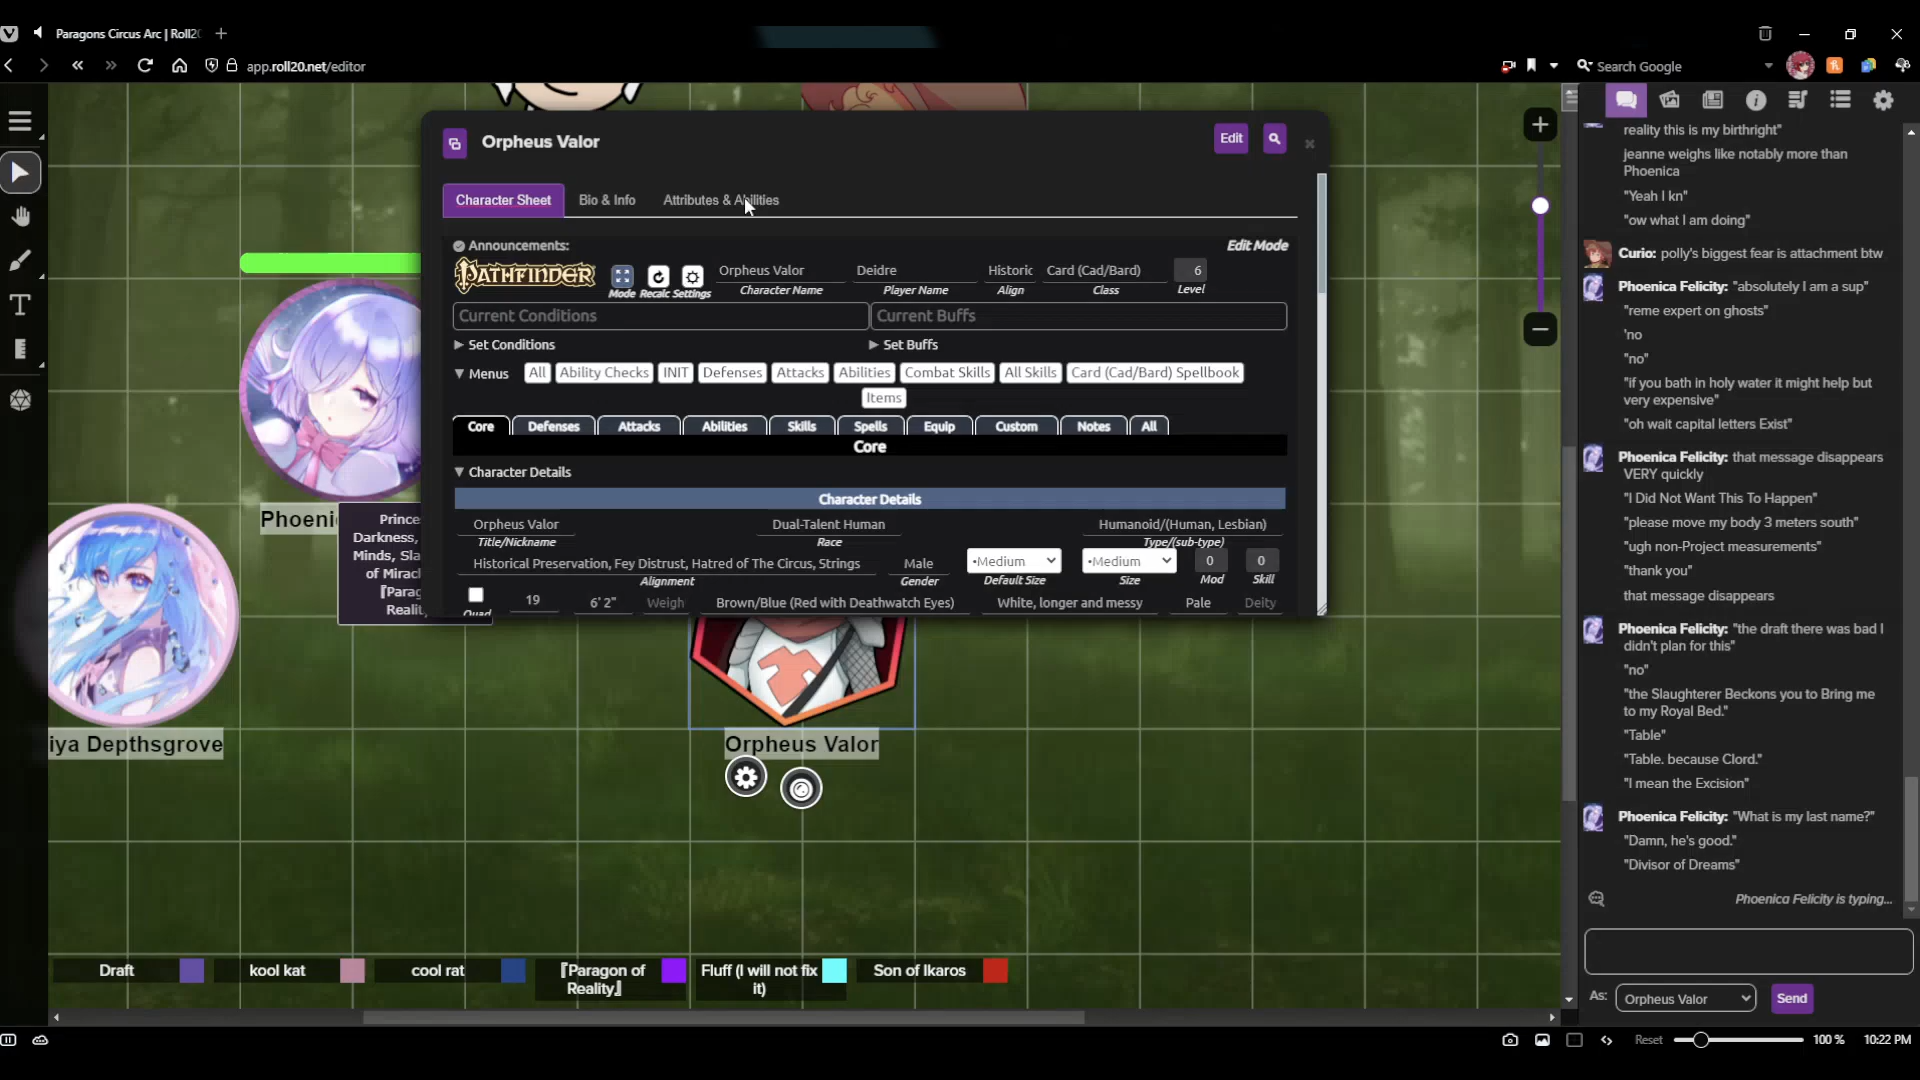 Paragons Circus Arc | Roll20
app.roll20.net/editor
Search Google
Orpheus Valor
Edit
Character Sheet
Bio & Info
Attributes & Abilities
Announcements:
Edit Mode
PATHFINDER
Mode
Recalc
Settings
Orpheus Valor
Deidre
Historic
Card (Cad/Bard)
6
Character Name
Player Name
Align
Class
Level
Current Conditions
Current Buffs
Set Conditions
Set Buffs
Menus
All
Ability Checks
INIT
Defenses
Attacks
Abilities
Combat Skills
All Skills
Card (Cad/Bard) Spellbook
Items
Core
Defenses
Attacks
Abilities
Skills
Spells
Equip
Custom
Notes
All
Core
Character Details
Character Details
Orpheus Valor
Dual-Talent Human
Humanoid/(Human, Lesbian)
Title/Nickname
Race
Type/(sub-type)
Historical Preservation, Fey Distrust, Hatred of The Circus, Strings
Male
•Medium
•Medium
0
0
Alignment
Gender
Default Size
Size
Mod
Skill
Quad
19
6' 2"
Weigh
Brown/Blue (Red with Deathwatch Eyes)
White, longer and messy
Pale
Deity
Phoeni
Prince
Darkness,
Minds, Sla
of Miracl
『Parag
Reality
iya Depthsgrove
Orpheus Valor
Draft
kool kat
cool rat
『Paragon of
Reality』
Fluff (I will not fix
it)
Son of Ikaros
reality this is my birthright"
jeanne weighs like notably more than
Phoenica
"Yeah I kn"
"ow what I am doing"
Curio: polly's biggest fear is attachment btw
Phoenica Felicity: "absolutely I am a sup"
"reme expert on ghosts"
'no
"no"
"if you bath in holy water it might help but
very expensive"
"oh wait capital letters Exist"
Phoenica Felicity: that message disappears
VERY quickly
"I Did Not Want This To Happen"
"please move my body 3 meters south"
"ugh non-Project measurements"
"thank you"
that message disappears
Phoenica Felicity: "the draft there was bad I
didn't plan for this"
"no"
"the Slaughterer Beckons you to Bring me
to my Royal Bed."
"Table"
"Table. because Clord."
"I mean the Excision"
Phoenica Felicity: "What is my last name?"
"Damn, he's good."
"Divisor of Dreams"
Phoenica Felicity is typing...
As:
Orpheus Valor
Send
Reset
100 %
10:22 PM